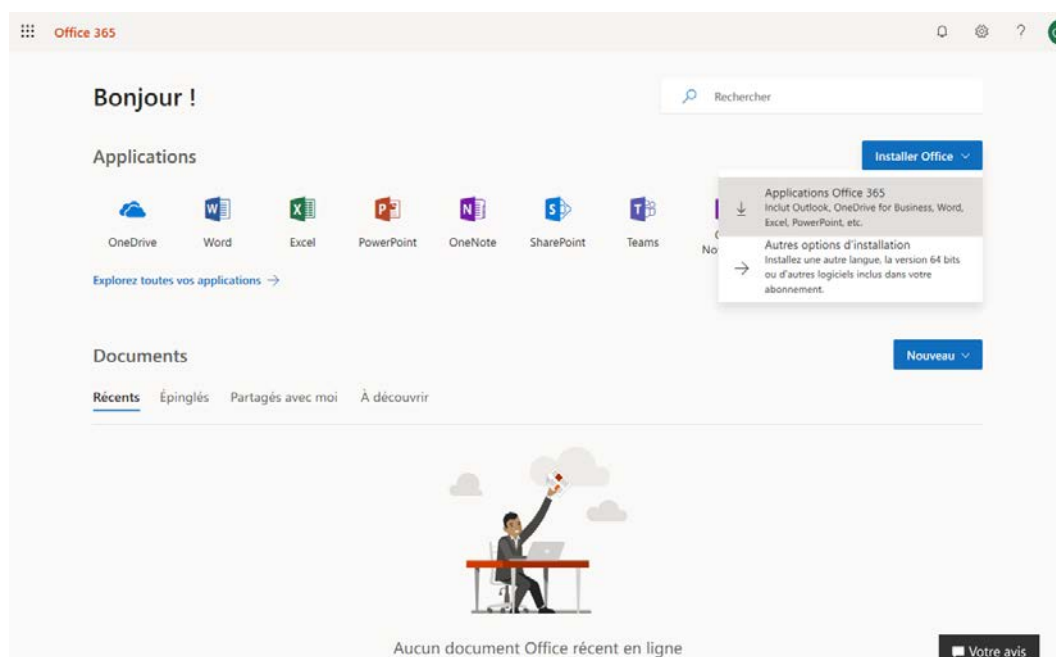 Office 365
?
Bonjour !
Rechercher
Applications
Installer Office
Applications Office 365
Inclut Outlook, OneDrive for Business, Word,
Excel, PowerPoint, etc.
Autres options d'installation
Installez une autre langue, la version 64 bits
ou d'autres logiciels inclus dans votre
abonnement.
OneDrive
Word
Excel
PowerPoint
OneNote
SharePoint
Teams
Explorez toutes vos applications →
Documents
Nouveau
Récents Épinglés Partagés avec moi À découvrir
Aucun document Office récent en ligne
Votre avis